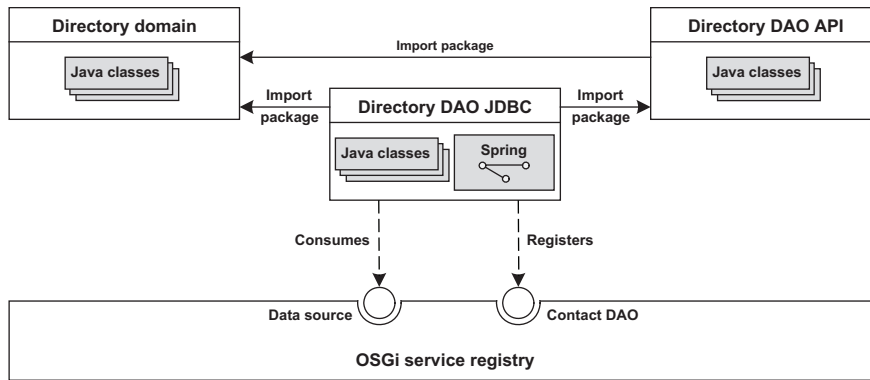 Directory domain
Java classes
Import package
Directory DAO API
Java classes
Import
package
Directory DAO JDBC
Java classes
Spring
Import
package
Consumes
Registers
Data source
Contact DAO
OSGi service registry